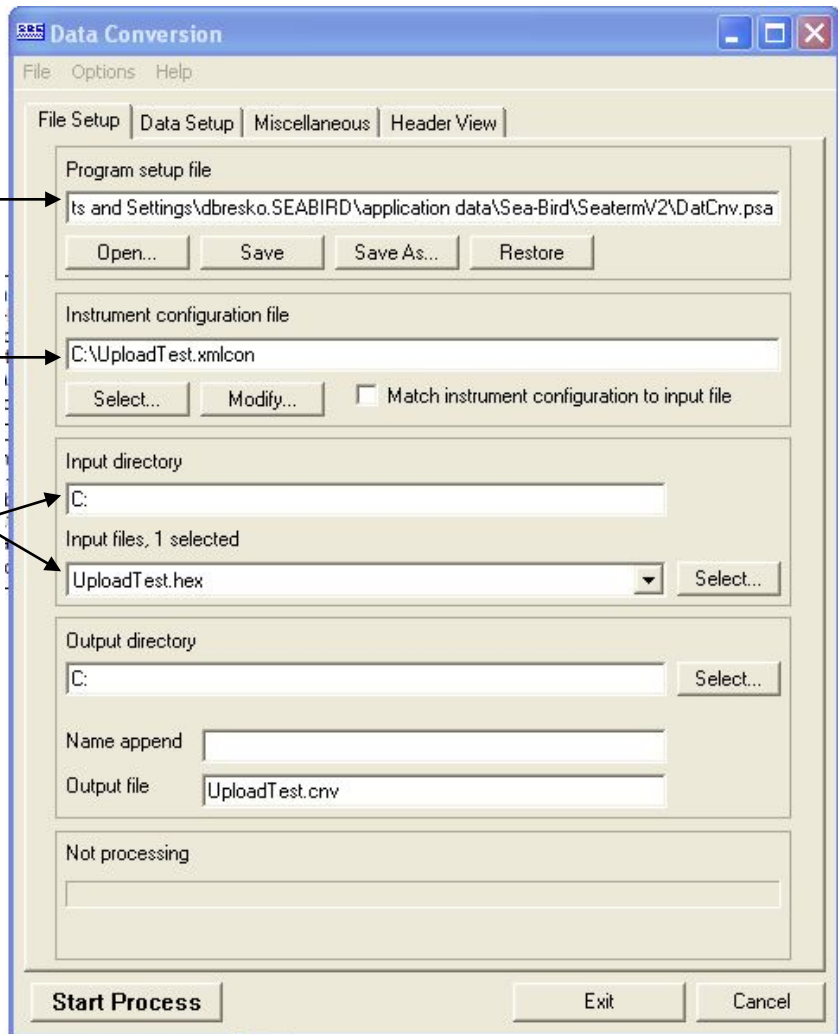 SBE Data Conversion
File Options Help
File Setup Data Setup Miscellaneous Header View
Program setup file
ts and Settings\dbresko.SEABIRD\application data\Sea-Bird\SeatermV2\DatCnv.psa
Open... Save Save As... Restore
Instrument configuration file
C:\UploadTest.xmlcon
Select... Modify... Match instrument configuration to input file
Input directory
C:
Input files, 1 selected
UploadTest.hex Select...
Output directory
C: Select...
Name append
Output file UploadTest.cnv
Not processing
Start Process Exit Cancel